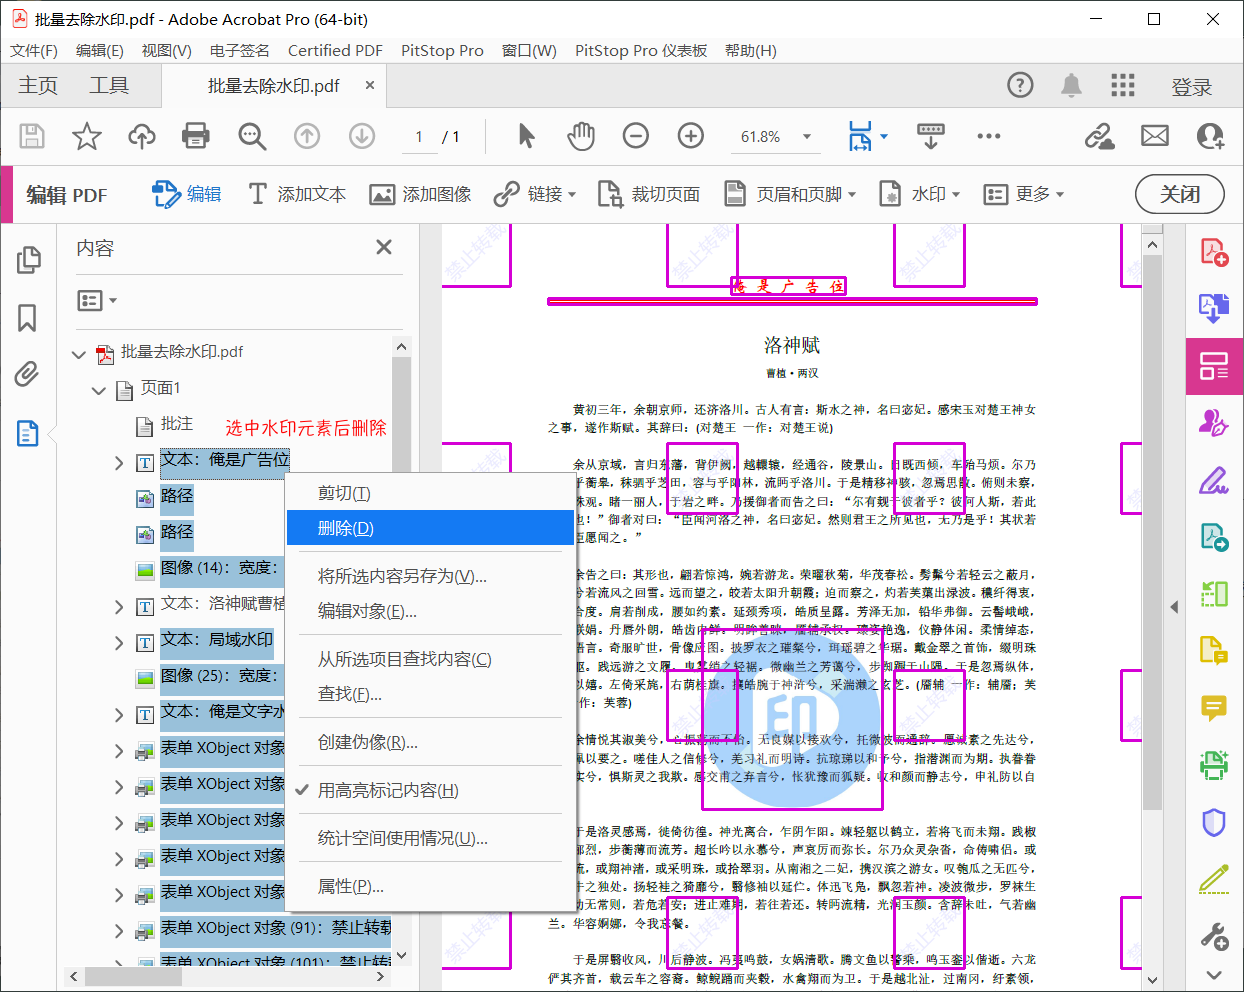 批量去除水印.pdf - Adobe Acrobat Pro (64-bit)
文件(F) 编辑(E) 视图(V) 电子签名 Certified PDF PitStop Pro 窗口(W) PitStop Pro 仪表板 帮助(H)
主页 工具 批量去除水印.pdf × 登录
1 / 1 61.8%
编辑 PDF 编辑 添加文本 添加图像 链接 裁切页面 页眉和页脚 水印 更多 关闭
内容
批量去除水印.pdf
页面1
批注
选中水印元素后删除
文本：俺是广告位
路径
路径
图像 (14)：宽度：
文本：洛神赋曹植
文本：局域水印
图像 (25)：宽度：
文本：俺是文字水
表单 XObject 对象
表单 XObject 对象
表单 XObject 对象
表单 XObject 对象
表单 XObject 对象
表单 XObject 对象 (91)：禁止转载
表单 XObject 对象 (101)：禁止转载
剪切(T)
删除(D)
将所选内容另存为(V)...
编辑对象(E)...
从所选项目查找内容(C)
查找(F)...
创建伪像(R)...
用高亮标记内容(H)
统计空间使用情况(U)...
属性(P)...
禁止转载 禁止转载 禁止转载
俺是广告位
洛神赋
曹植·两汉
黄初三年，余朝京师，还济洛川。古人有言：斯水之神，名曰宓妃。感宋玉对楚王神女
之事，遂作斯赋。其辞曰：(对楚王 一作：对楚王说)
余从京域，言归东藩，背伊阙，越轘辕，经通谷，陵景山。日既西倾，车殆马烦。尔乃
乎蘅皋，秣驷乎芝田，容与乎阳林，流眄乎洛川。于是精移神骇，忽焉思散。俯则未察，
殊观。睹一丽人，于岩之畔。乃援御者而告之曰：“尔有觌于彼者乎？彼何人斯，若此
也！”御者对曰：“臣闻河洛之神，名曰宓妃。然则君王之所见也，无乃是乎！其状若
臣愿闻之。”
余告之曰：其形也，翩若惊鸿，婉若游龙。荣曜秋菊，华茂春松。髣髴兮若轻云之蔽月，
兮若流风之回雪。远而望之，皎若太阳升朝霞；迫而察之，灼若芙蕖出渌波。秾纤得衷，
合度。肩若削成，腰如约素。延颈秀项，皓质呈露。芳泽无加，铅华弗御。云髻峨峨，
联娟。丹唇外朗，皓齿内鲜。明眸善睐，靥辅承权。瓌姿艳逸，仪静体闲。柔情绰态，
语言。奇服旷世，骨像应图。披罗衣之璀粲兮，珥瑶碧之华琚。戴金翠之首饰，缀明珠
躯。践远游之文履，曳雾绡之轻裾。微幽兰之芳蔼兮，步踟蹰于山隅。于是忽焉纵体，
以嬉。左倚采旄，右荫桂旗。攘皓腕于神浒兮，采湍濑之玄芝。(靥辅 一作：辅靥；芙
作：芙蓉)
余情悦其淑美兮，心振荡而不怡。无良媒以接欢兮，托微波而通辞。愿诚素之先达兮，
佩以要之。嗟佳人之信修兮，羌习礼而明诗。抗琼珶以和予兮，指潜渊而为期。执眷眷
实兮，惧斯灵之我欺。感交甫之弃言兮，怅犹豫而狐疑。收和颜而静志兮，申礼防以自
于是洛灵感焉，徙倚彷徨。神光离合，乍阴乍阳。竦轻躯以鹤立，若将飞而未翔。践椒
郁烈，步蘅薄而流芳。超长吟以永慕兮，声哀厉而弥长。尔乃众灵杂沓，命俦啸侣。或
流，或翔神渚，或采明珠，或拾翠羽。从南湘之二妃，携汉滨之游女。叹匏瓜之无匹兮，
牛之独处。扬轻袿之猗靡兮，翳修袖以延伫。体迅飞凫，飘忽若神。凌波微步，罗袜生
动无常则，若危若安；进止难期，若往若还。转眄流精，光润玉颜。含辞未吐，气若幽
兰。华容婀娜，令我忘餐。
于是屏翳收风，川后静波。冯夷鸣鼓，女娲清歌。腾文鱼以警乘，鸣玉銮以偕逝。六龙
俨其齐首，载云车之容裔。鲸鲵踊而夹毂，水禽翔而为卫。于是越北沚，过南冈，纡素领，